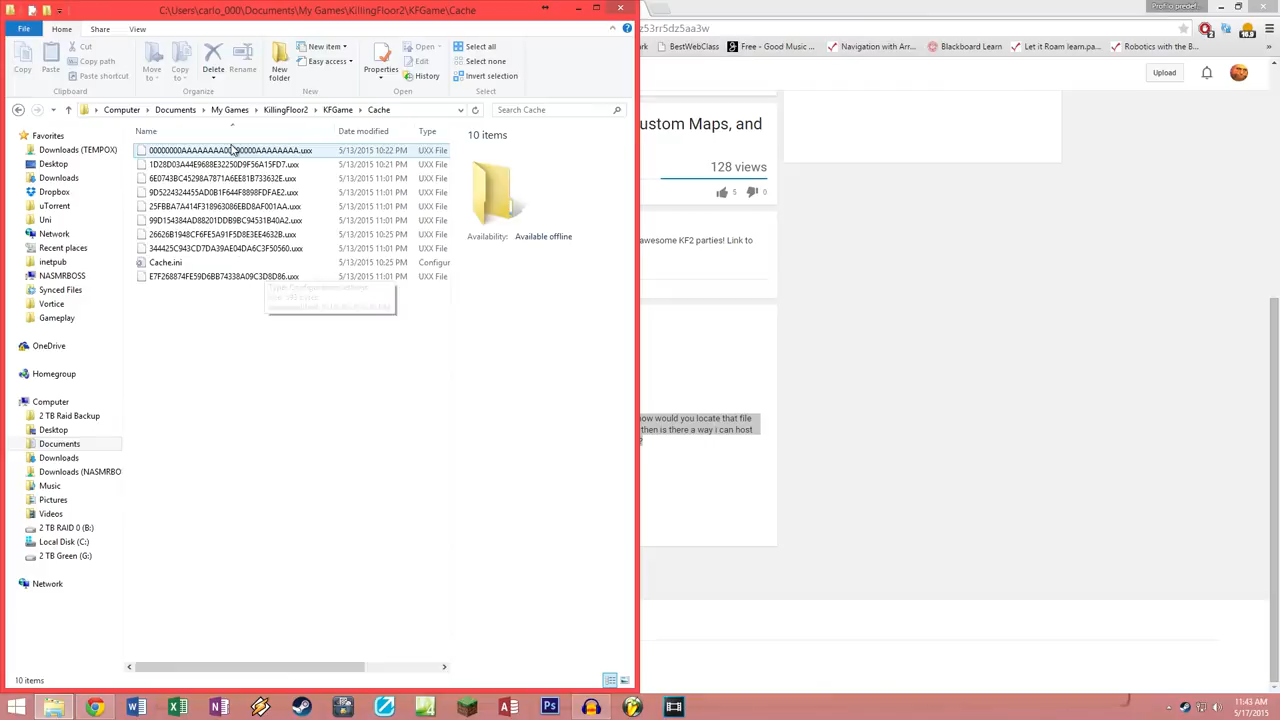 C:\Users\carlo_000\Documents\My Games\KillingFloor2\KFGame\Cache
Profilo predef...
File Home Share View
z53rr5dz5aa3w
Copy
Paste
Cut
Copy path
Paste shortcut
Clipboard
Move to
Copy to
Delete
Rename
Organize
New folder
New item
Easy access
New
Properties
Open
Edit
History
Open
Select all
Select none
Invert selection
Select
BestWebClass
Free - Good Music ...
Navigation with Arr...
Blackboard Learn
Let it Roam learn.pa...
Robotics with the B...
Upload
Computer Documents My Games KillingFloor2 KFGame Cache
Search Cache
Name Date modified Type
10 items
Availability: Available offline
1D28D03A44E9688E32250D9F56A15FD7.uxx 5/13/2015 10:21 PM UXX File
6E0743BC45298A7871A6EE81B733632E.uxx 5/13/2015 11:01 PM UXX File
9D5224324455AD0B1F644F8898FDFAE2.uxx 5/13/2015 11:01 PM UXX File
25FBBA7A414F318963086EBD8AF001AA.uxx 5/13/2015 11:01 PM UXX File
99D154384AD88201DDB9BC94531B40A2.uxx 5/13/2015 11:01 PM UXX File
26626B1948CF6FE5A91F5D8E3EE4632B.uxx 5/13/2015 10:25 PM UXX File
344425C943CD7DA39AE04DA6C3F50560.uxx 5/13/2015 11:01 PM UXX File
Cache.ini 5/13/2015 10:25 PM Configur
E7F268874FE59D6BB74338A09C3D8D86.uxx 5/13/2015 11:01 PM UXX File
5/13/2015 10:22 PM UXX File
Favorites
Downloads (TEMPOX)
Desktop
Downloads
Dropbox
uTorrent
Uni
Network
Recent places
inetpub
NASMRBOSS
Synced Files
Vortice
Gameplay
OneDrive
Homegroup
Computer
2 TB Raid Backup
Desktop
Documents
Downloads
Downloads (NASMRBO
Music
Pictures
Videos
2 TB RAID 0 (B:)
Local Disk (C:)
2 TB Green (G:)
Network
10 items
ustom Maps, and
128 views
5 0
awesome KF2 parties! Link to
how would you locate that file
then is there a way i can host
?
11:43 AM
5/17/2015